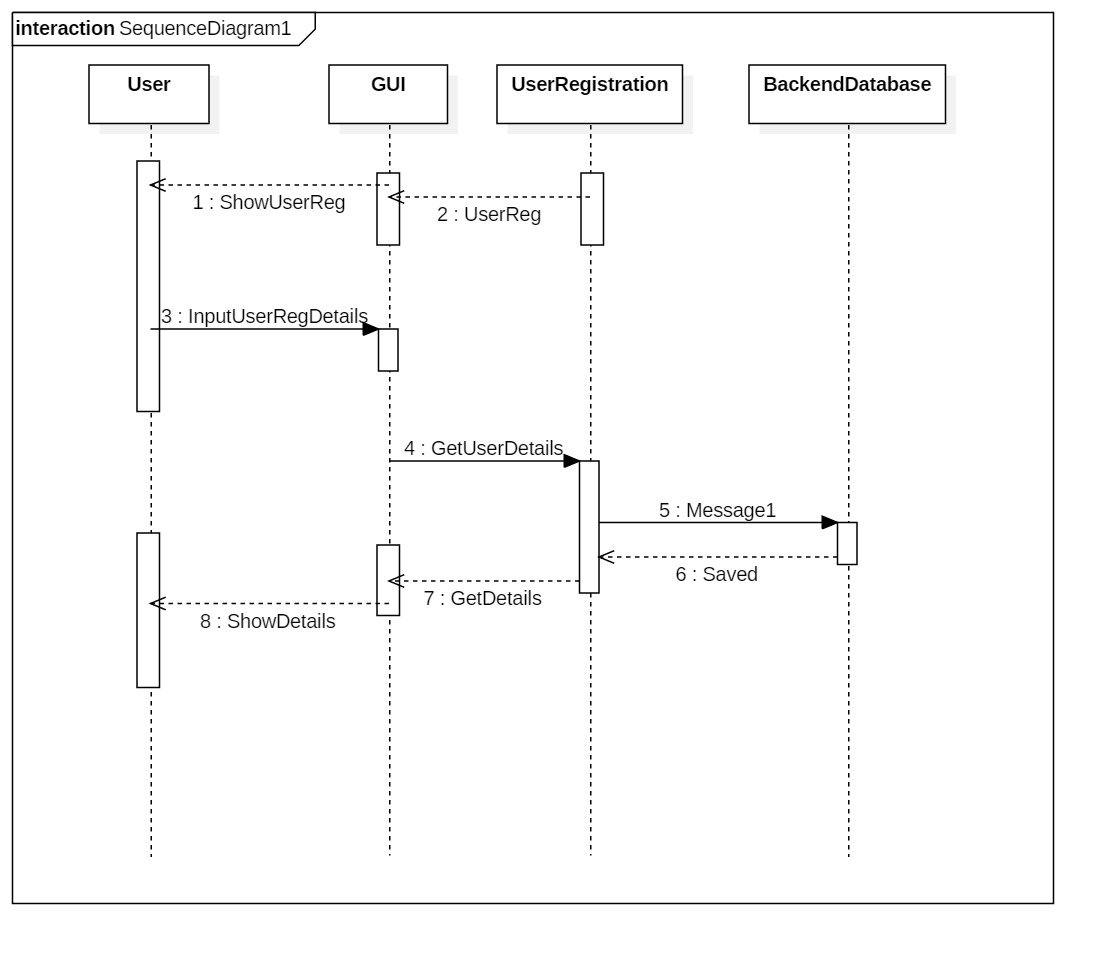 interaction SequenceDiagram1
User
GUI
UserRegistration
BackendDatabase
1 : ShowUserReg
2 : UserReg
3 : InputUserRegDetails
4 : GetUserDetails
5 : Message1
6 : Saved
7 : GetDetails
8 : ShowDetails